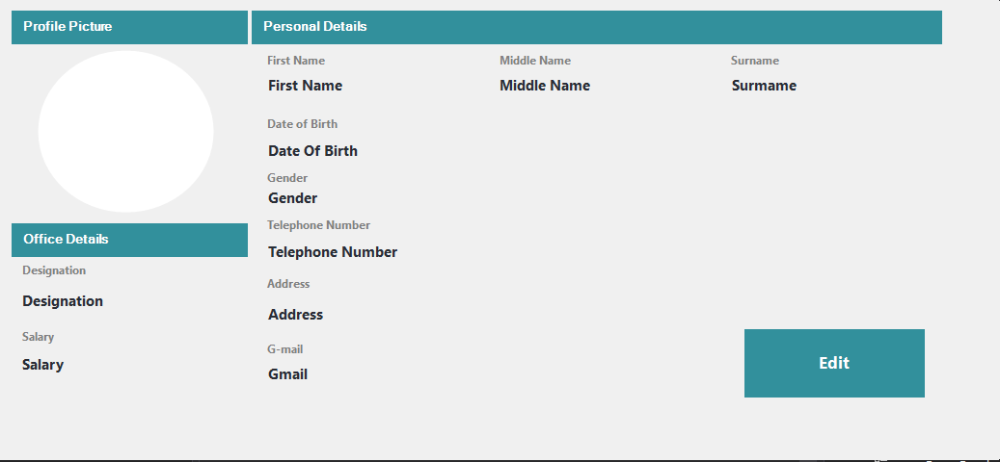 Profile Picture
Personal Details
First Name
Middle Name
Surname
First Name
Middle Name
Surmame
Date of Birth
Date Of Birth
Gender
Gender
Telephone Number
Telephone Number
Address
Address
G-mail
Gmail
Office Details
Designation
Designation
Salary
Salary
Edit